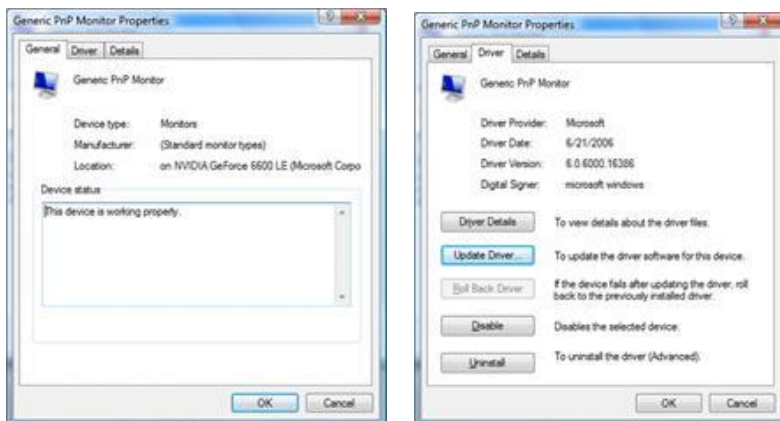 Generic PnP Monitor Properties
General Driver Details
Generic PnP Monitor
Device type: Monitors
Manufacturer: (Standard monitor types)
Location: on NVIDIA GeForce 6600 LE (Microsoft Corpo
Device status
This device is working properly.
OK Cancel
Generic PnP Monitor Properties
General Driver Details
Generic PnP Monitor
Driver Provider: Microsoft
Driver Date: 6/21/2006
Driver Version: 6.0.6000.16386
Digital Signer: microsoft windows
Driver Details To view details about the driver files.
Update Driver... To update the driver software for this device.
Roll Back Driver If the device fails after updating the driver, roll
back to the previously installed driver.
Disable Disables the selected device.
Uninstall To uninstall the driver (Advanced).
OK Cancel